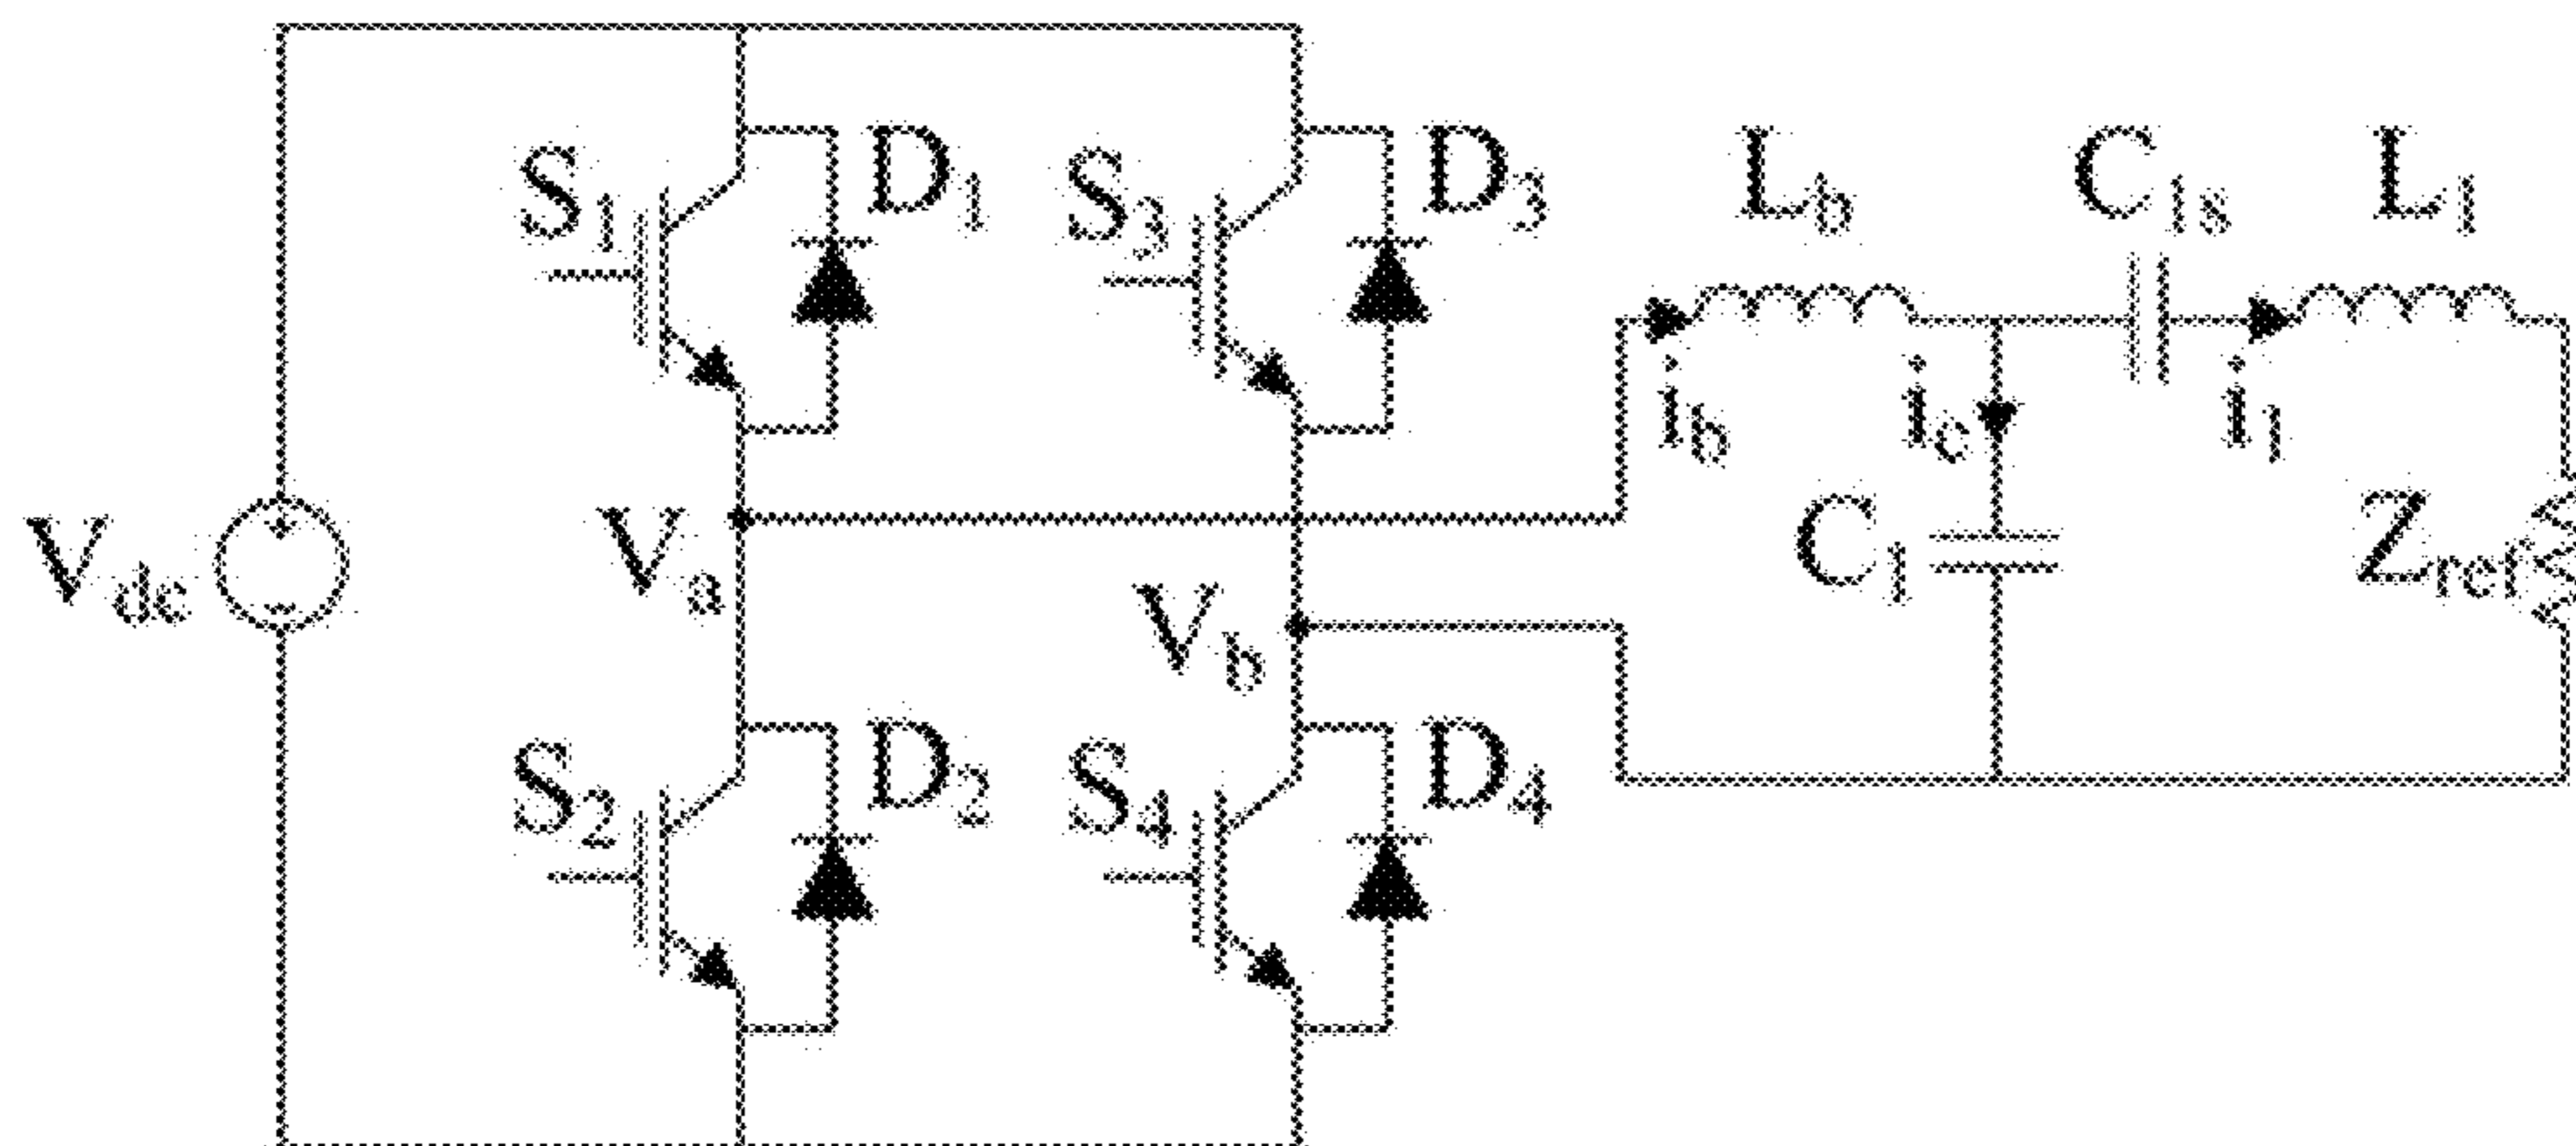 S1 D1 S3 D3 Lb C1s L1
ib ic i1
Vdc Va C1 Zref
Vb
S2 D2 S4 D4